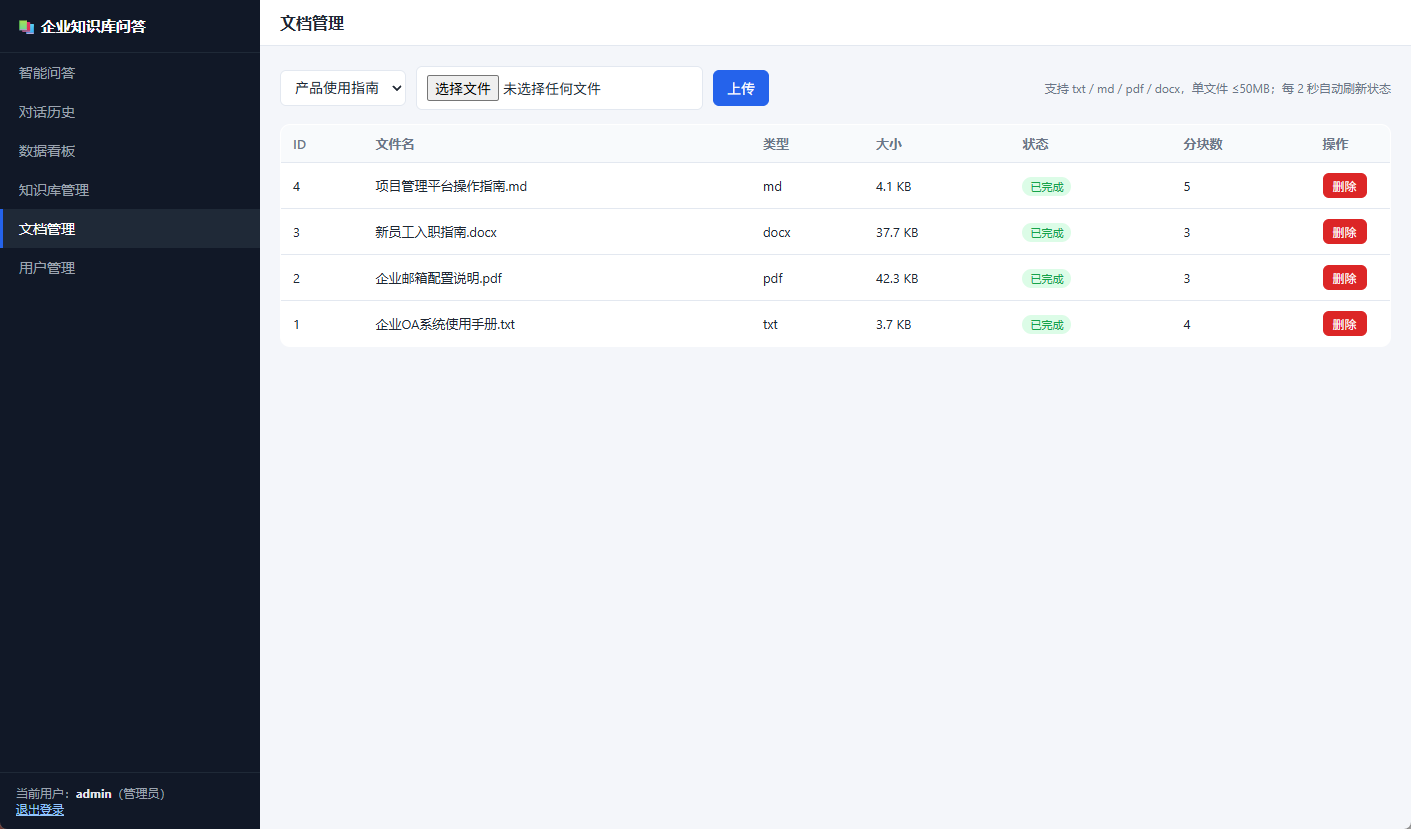 企业知识库问答
智能问答
对话历史
数据看板
知识库管理
文档管理
用户管理
当前用户：admin（管理员）
退出登录
文档管理
产品使用指南 选择文件 未选择任何文件 上传 支持 txt / md / pdf / docx，单文件 ≤50MB；每 2 秒自动刷新状态
ID 文件名 类型 大小 状态 分块数 操作
4 项目管理平台操作指南.md md 4.1 KB 已完成 5 删除
3 新员工入职指南.docx docx 37.7 KB 已完成 3 删除
2 企业邮箱配置说明.pdf pdf 42.3 KB 已完成 3 删除
1 企业OA系统使用手册.txt txt 3.7 KB 已完成 4 删除